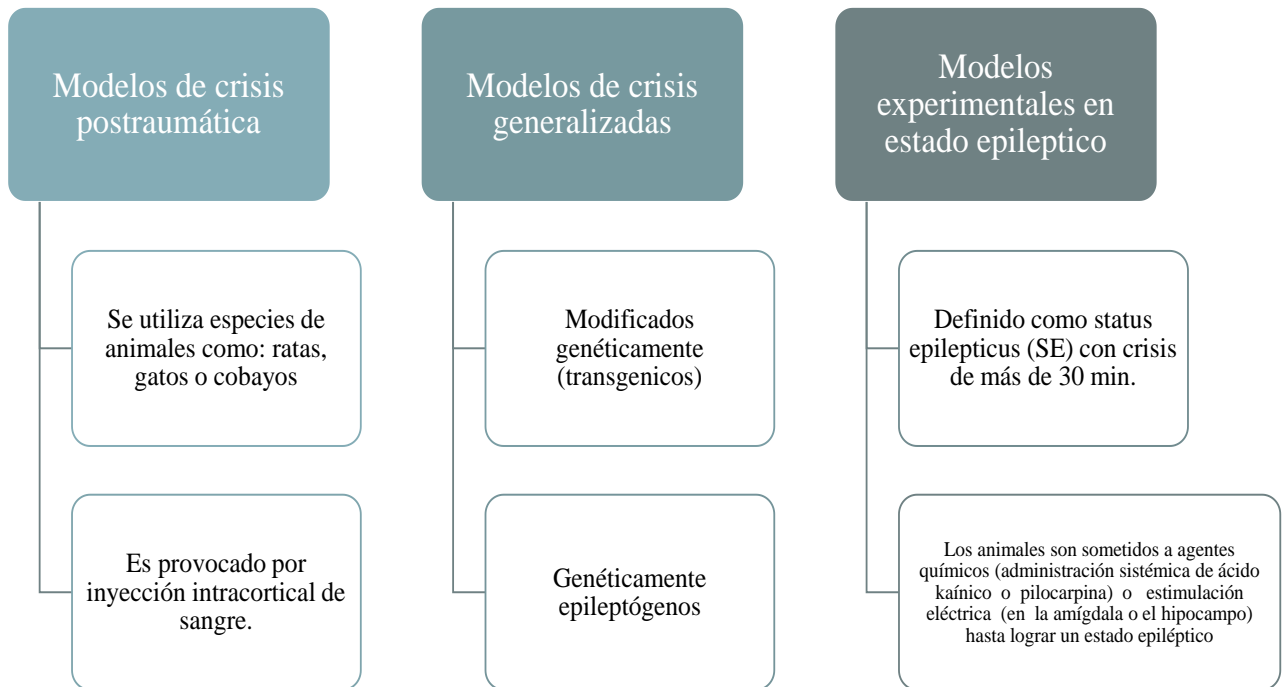 Modelos de crisis
postraumática
Se utiliza especies de
animales como: ratas,
gatos o cobayos
Es provocado por
inyección intracortical de
sangre.
Modelos de crisis
generalizadas
Modificados
genéticamente
(transgenicos)
Genéticamente
epileptógenos
Modelos
experimentales en
estado epileptico
Definido como status
epilepticus (SE) con crisis
de más de 30 min.
Los animales son sometidos a agentes
químicos (administración sistémica de ácido
kaínico o pilocarpina) o estimulación
eléctrica (en la amígdala o el hipocampo)
hasta lograr un estado epiléptico